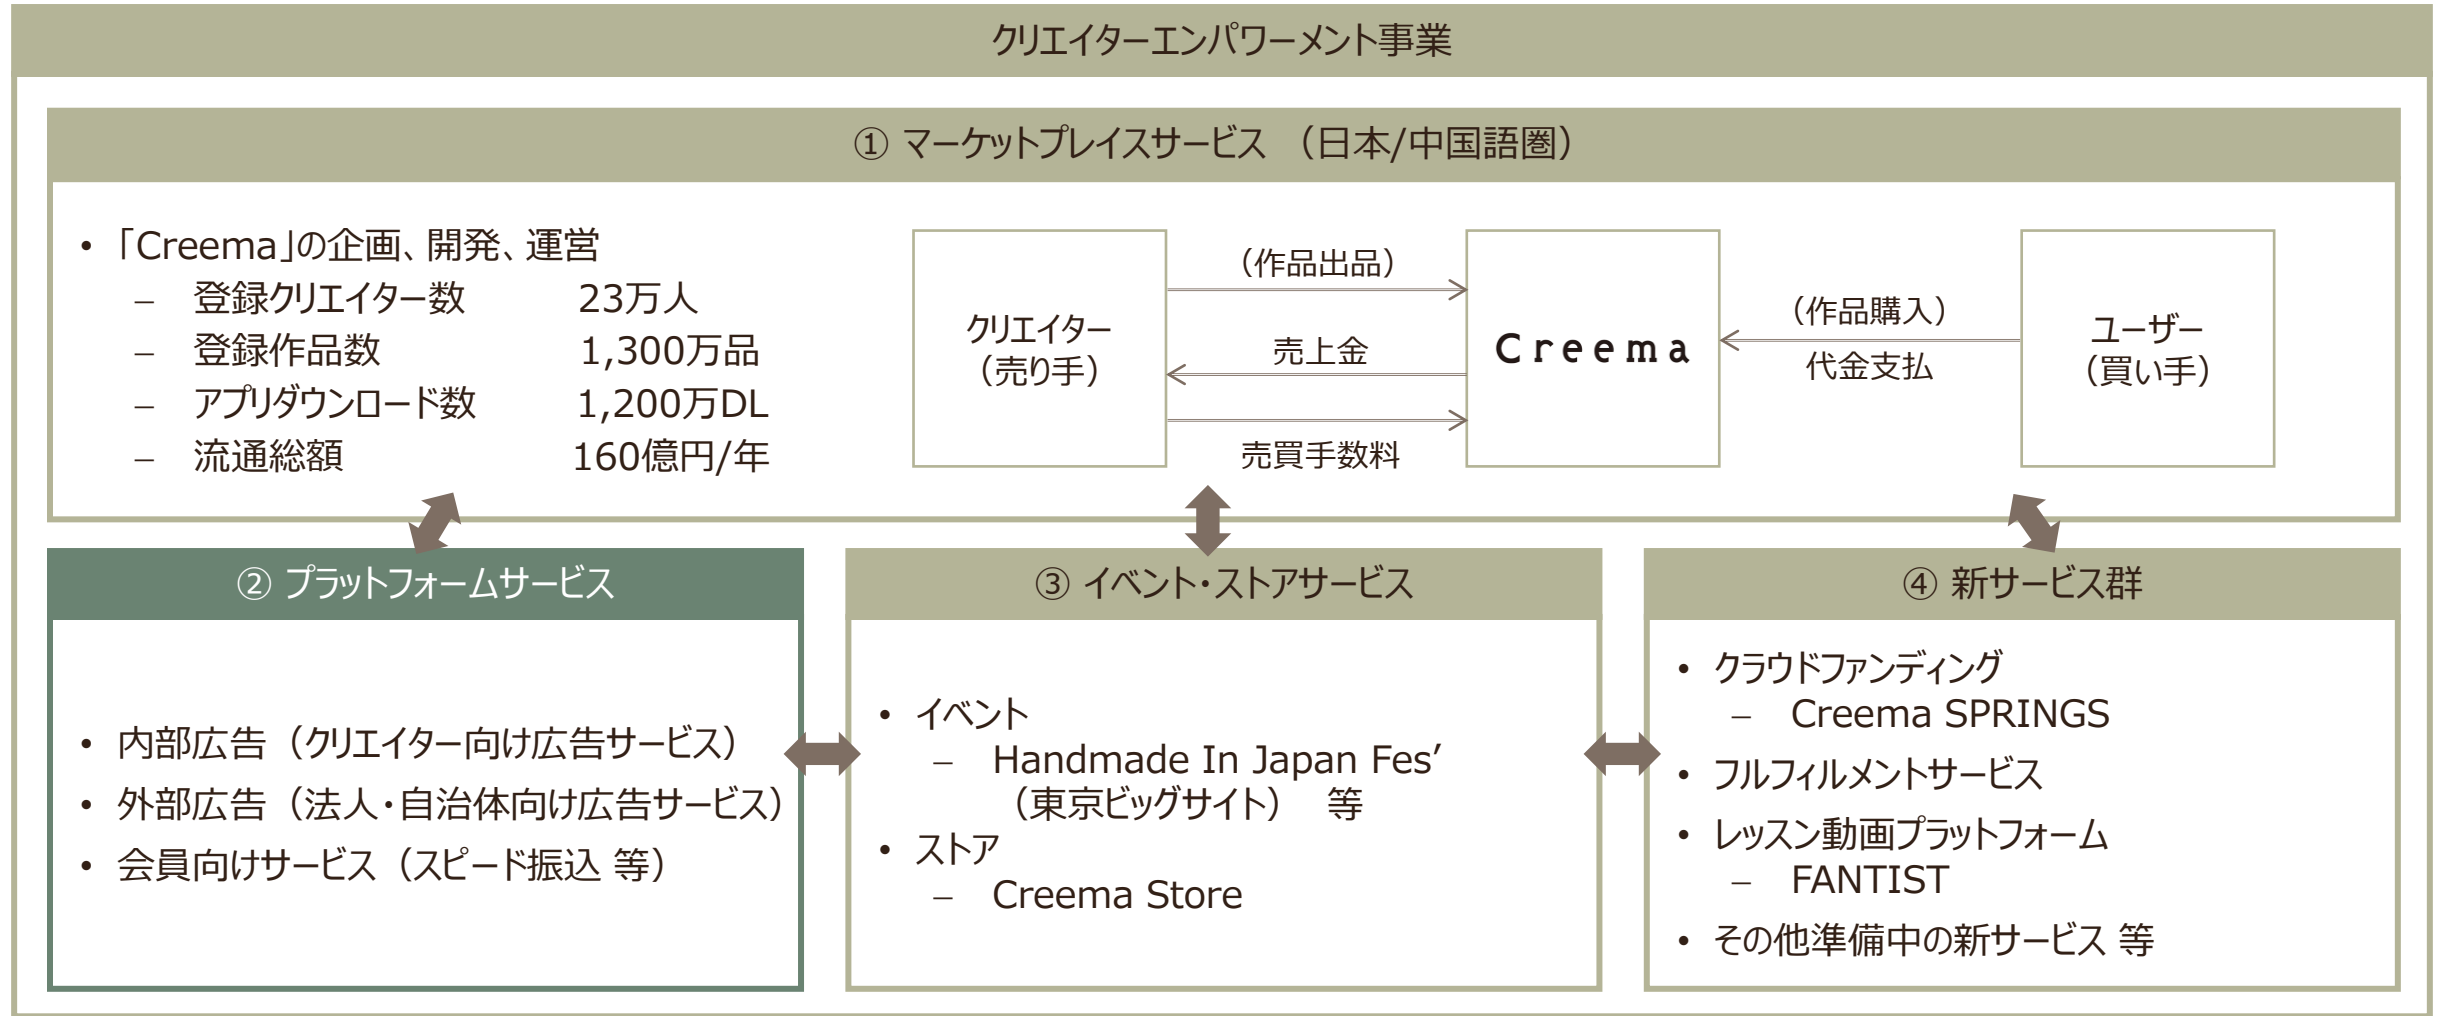 クリエイターエンパワーメント事業
① マーケットプレイスサービス （日本/中国語圏）
• 「Creema」の企画、開発、運営
– 登録クリエイター数 23万人
– 登録作品数 1,300万品
– アプリダウンロード数 1,200万DL
– 流通総額 160億円/年
クリエイター
（売り手）
（作品出品）
売上金
売買手数料
Creema
（作品購入）
代金支払
ユーザー
（買い手）
② プラットフォームサービス
• 内部広告（クリエイター向け広告サービス）
• 外部広告（法人・自治体向け広告サービス）
• 会員向けサービス（スピード振込 等）
③ イベント・ストアサービス
• イベント
– Handmade In Japan Fes’
（東京ビッグサイト） 等
• ストア
– Creema Store
④ 新サービス群
• クラウドファンディング
– Creema SPRINGS
• フルフィルメントサービス
• レッスン動画プラットフォーム
– FANTIST
• その他準備中の新サービス 等